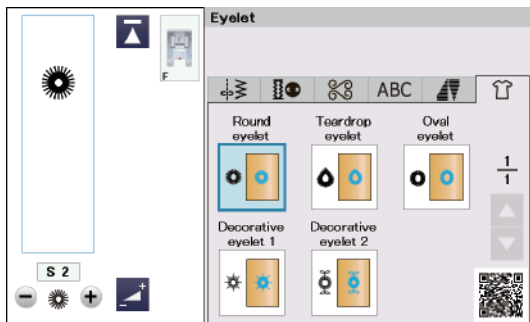 Eyelet
F
ABC
Round
eyelet
Teardrop
eyelet
Oval
eyelet
1
1
Decorative
eyelet 1
Decorative
eyelet 2
S 2